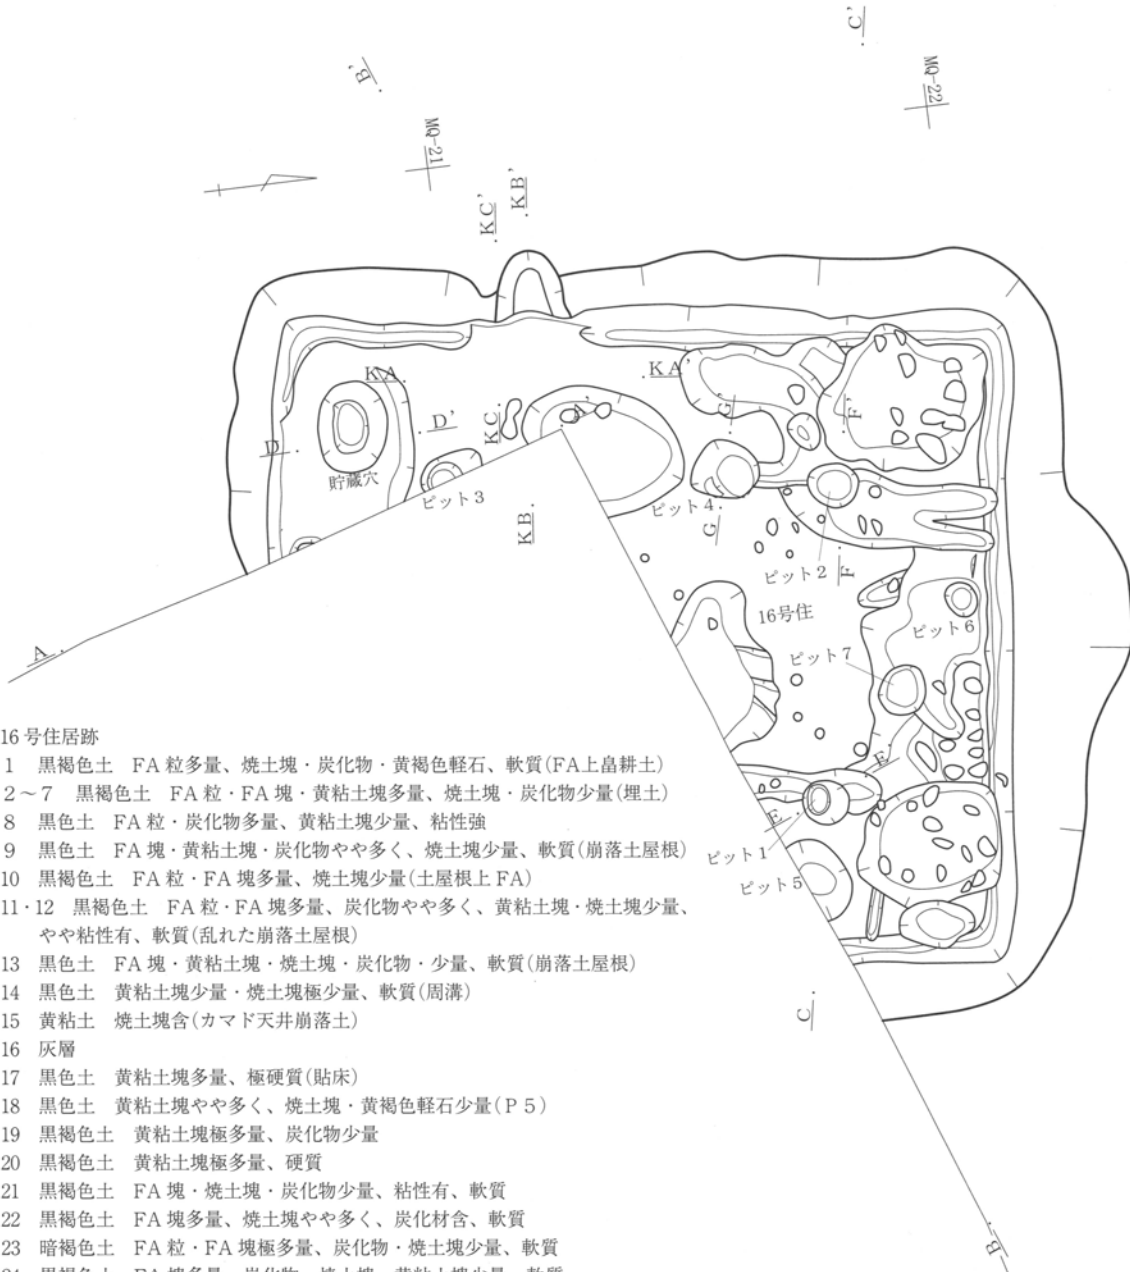 C'
B'
MQ-22
MQ-21
KB'
KC'
KA.
KA'
D'
KC
A'
G'
F'
D
貯蔵穴
ピット3
ピット4
KB
G
ピット2
F
16号住
ピット6
ピット7
A
E'
E
ピット1
ピット5
C
B
16号住居跡
1 黒褐色土 FA粒多量、焼土塊・炭化物・黄褐色軽石、軟質(FA上畠耕土)
2～7 黒褐色土 FA粒・FA塊・黄粘土塊多量、焼土塊・炭化物少量(埋土)
8 黒色土 FA粒・炭化物多量、黄粘土塊少量、粘性強
9 黒色土 FA塊・黄粘土塊・炭化物やや多く、焼土塊少量、軟質(崩落土屋根)
10 黒褐色土 FA粒・FA塊多量、焼土塊少量(土屋根上FA)
11・12 黒褐色土 FA粒・FA塊多量、炭化物やや多く、黄粘土塊・焼土塊少量、
やや粘性有、軟質(乱れた崩落土屋根)
13 黒色土 FA塊・黄粘土塊・焼土塊・炭化物・少量、軟質(崩落土屋根)
14 黒色土 黄粘土塊少量・焼土塊極少量、軟質(周溝)
15 黄粘土 焼土塊含(カマド天井崩落土)
16 灰層
17 黒色土 黄粘土塊多量、極硬質(貼床)
18 黒色土 黄粘土塊やや多く、焼土塊・黄褐色軽石少量(P5)
19 黒褐色土 黄粘土塊極多量、炭化物少量
20 黒褐色土 黄粘土塊極多量、硬質
21 黒褐色土 FA塊・焼土塊・炭化物少量、粘性有、軟質
22 黒褐色土 FA塊多量、焼土塊やや多く、炭化材含、軟質
23 暗褐色土 FA粒・FA塊極多量、炭化物・焼土塊少量、軟質